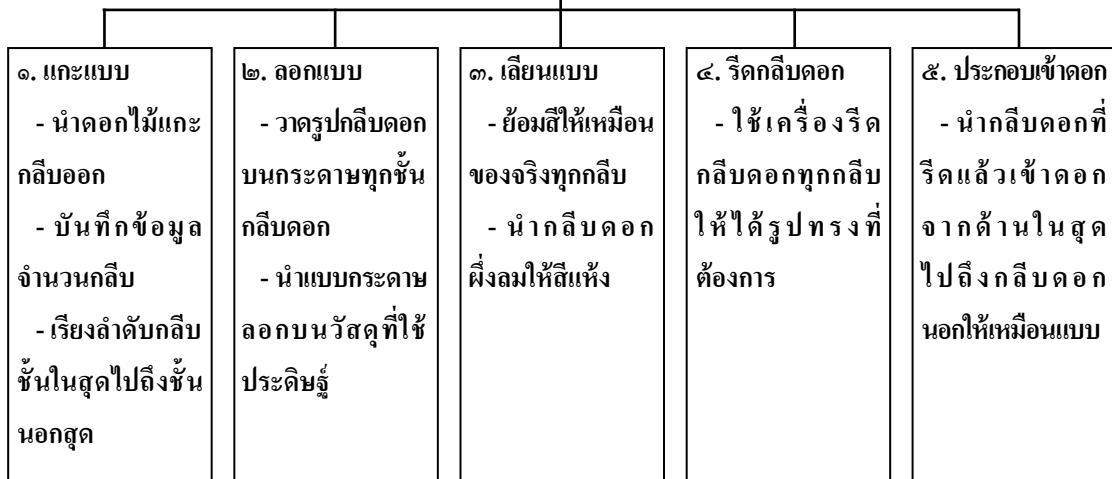 ๑. แกะแบบ
- นำดอกไม้แกะ
กลีบออก
- บันทึกข้อมูล
จำนวนกลีบ
- เรียงลำดับกลีบ
ชั้นในสุดไปถึงชั้น
นอกสุด
๒. ลอกแบบ
- วาดรูปกลีบดอก
บนกระดาษทุกชั้น
กลีบดอก
- นำแบบกระดาษ
ลอกบนวัสดุที่ใช้
ประดิษฐ์
๓. เลียนแบบ
- ย้อมสีให้เหมือน
ของจริงทุกกลีบ
- นำกลีบดอก
ผึ่งลมให้สีแห้ง
๔. รีดกลีบดอก
- ใช้เครื่องรีด
กลีบดอกทุกกลีบ
ให้ได้รูปทรงที่
ต้องการ
๕. ประกอบเข้าดอก
- นำกลีบดอกที่
รีดแล้วเข้าดอก
จากด้านในสุด
ไปถึงกลีบดอก
นอกให้เหมือนแบบ